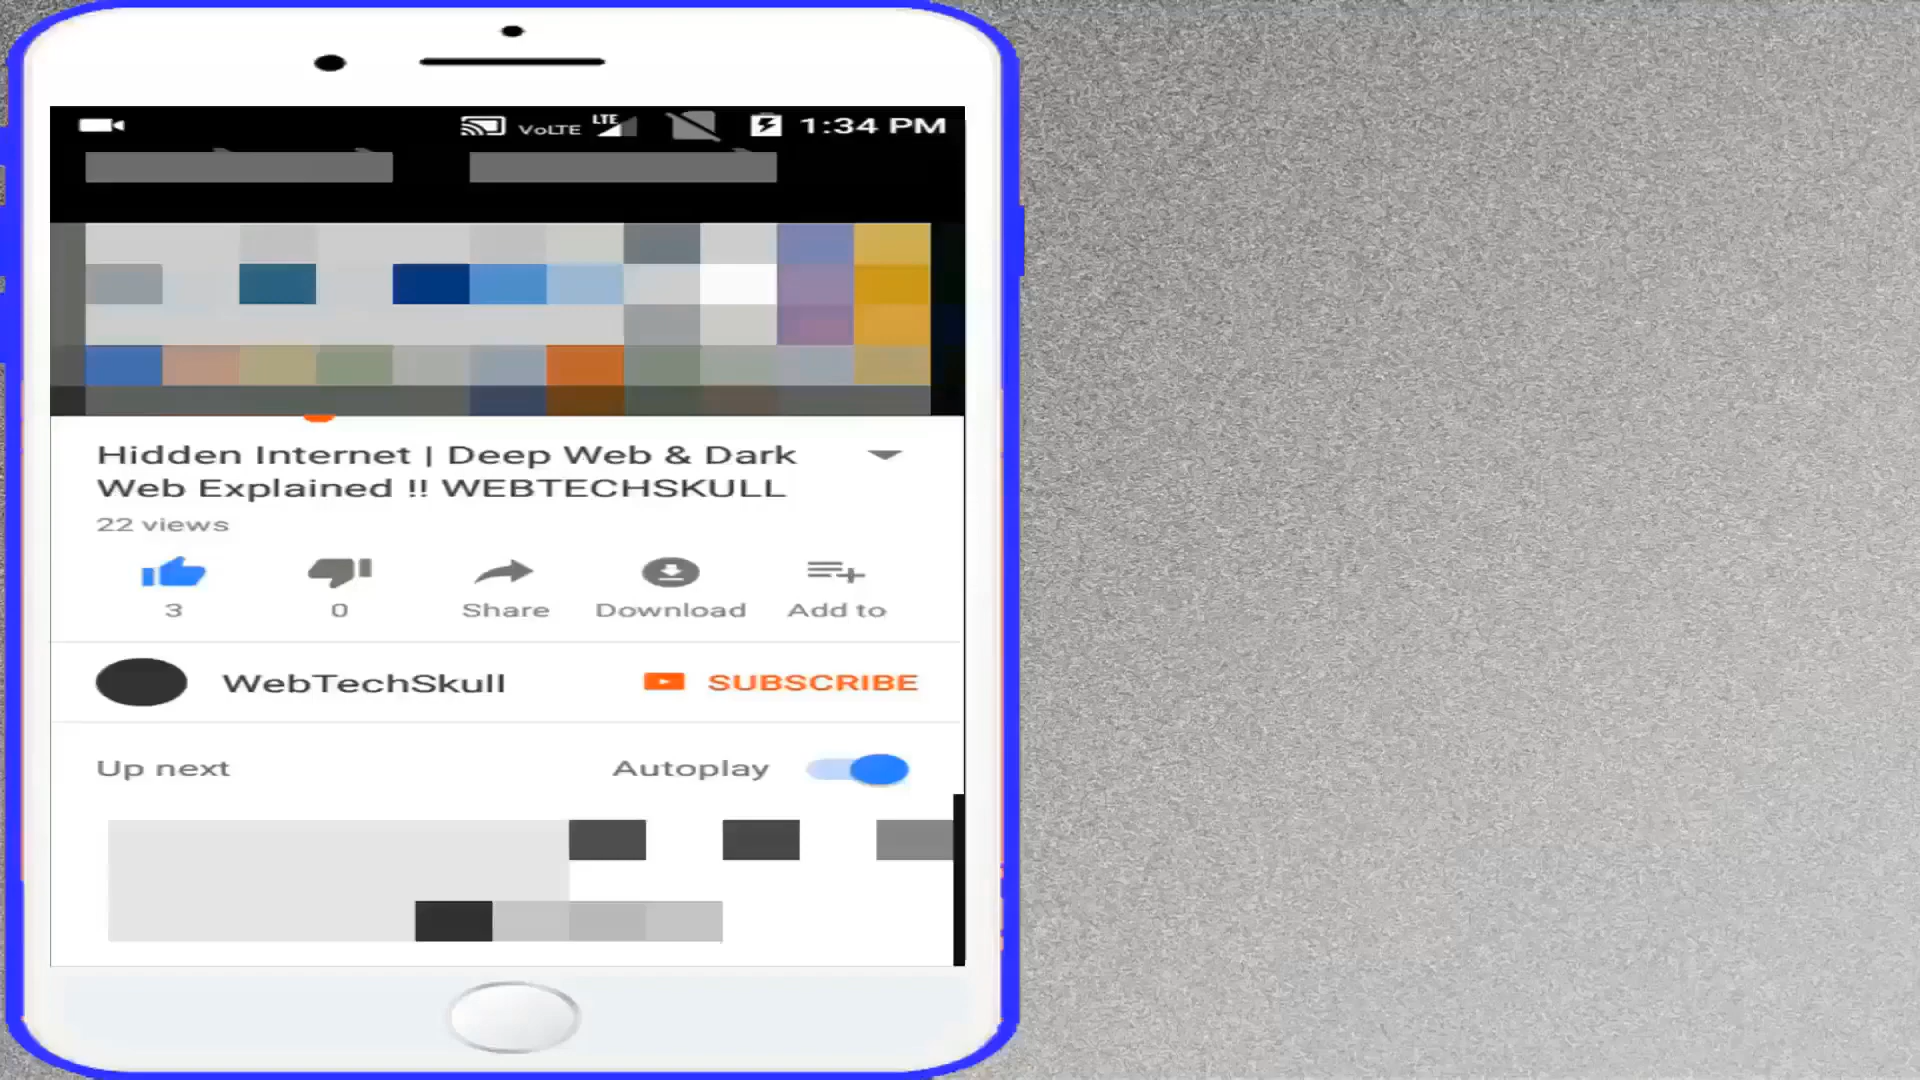 VoLTE LTE 1:34 PM
Hidden Internet | Deep Web & Dark
Web Explained !! WEBTECHSKULL
22 views
3 0 Share Download Add to
WebTechSkull SUBSCRIBE
Up next Autoplay